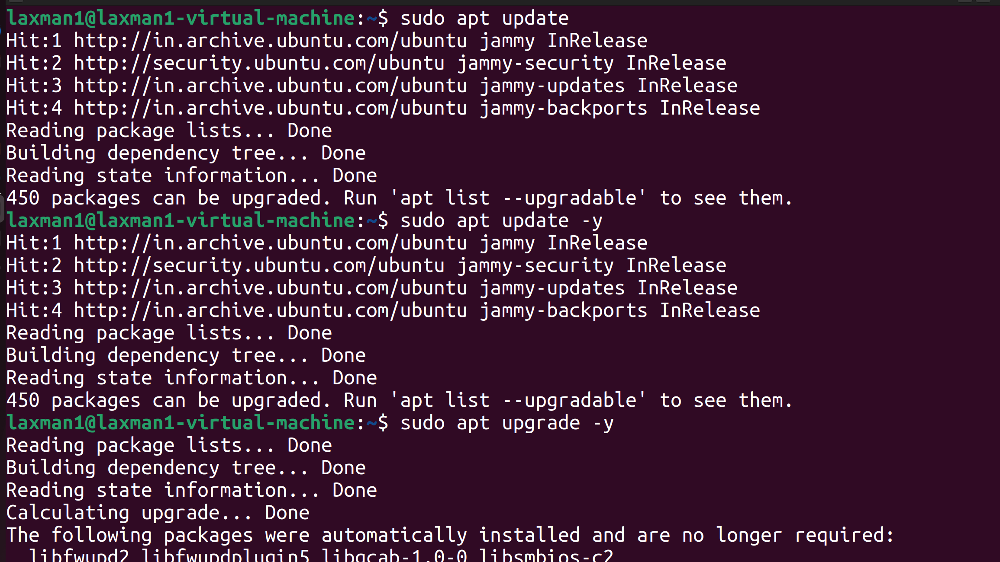 laxman1@laxman1-virtual-machine:~$ sudo apt update
Hit:1 http://in.archive.ubuntu.com/ubuntu jammy InRelease
Hit:2 http://security.ubuntu.com/ubuntu jammy-security InRelease
Hit:3 http://in.archive.ubuntu.com/ubuntu jammy-updates InRelease
Hit:4 http://in.archive.ubuntu.com/ubuntu jammy-backports InRelease
Reading package lists... Done
Building dependency tree... Done
Reading state information... Done
450 packages can be upgraded. Run 'apt list --upgradable' to see them.
laxman1@laxman1-virtual-machine:~$ sudo apt update -y
Hit:1 http://in.archive.ubuntu.com/ubuntu jammy InRelease
Hit:2 http://security.ubuntu.com/ubuntu jammy-security InRelease
Hit:3 http://in.archive.ubuntu.com/ubuntu jammy-updates InRelease
Hit:4 http://in.archive.ubuntu.com/ubuntu jammy-backports InRelease
Reading package lists... Done
Building dependency tree... Done
Reading state information... Done
450 packages can be upgraded. Run 'apt list --upgradable' to see them.
laxman1@laxman1-virtual-machine:~$ sudo apt upgrade -y
Reading package lists... Done
Building dependency tree... Done
Reading state information... Done
Calculating upgrade... Done
The following packages were automatically installed and are no longer required:
  libfwupd2 libfwupdplugin5 libgcab-1.0-0 libsmbios-c2